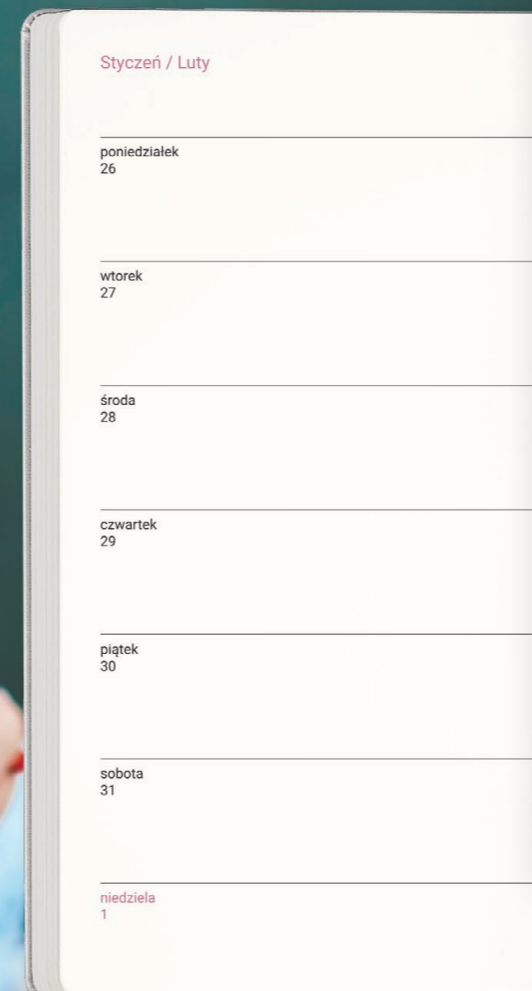 Styczeń / Luty
poniedziałek
26
wtorek
27
środa
28
czwartek
29
piątek
30
sobota
31
niedziela
1